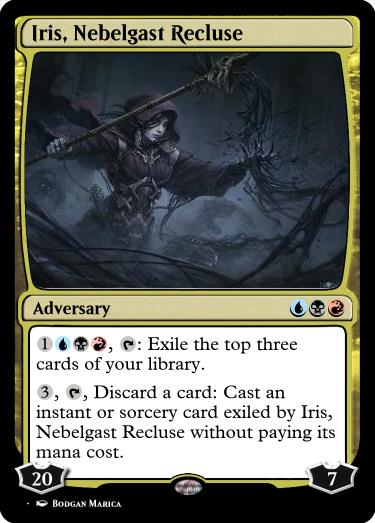 Iris, Nebelgast Recluse
Adversary
1, : Exile the top three
cards of your library.
3, , Discard a card: Cast an
instant or sorcery card exiled by Iris,
Nebelgast Recluse without paying its
mana cost.
20
7
Bodgan Marica